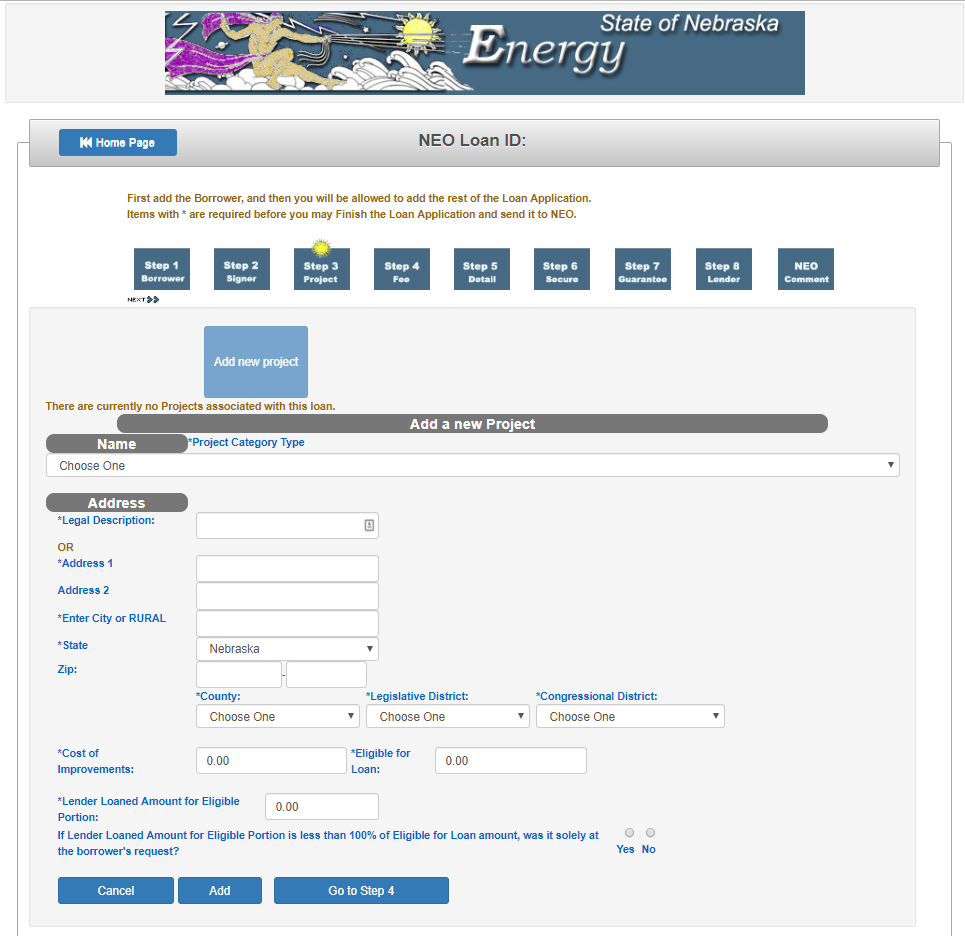 State of Nebraska
Energy
Home Page
NEO Loan ID:
First add the Borrower, and then you will be allowed to add the rest of the Loan Application.
Items with * are required before you may Finish the Loan Application and send it to NEO.
Step 1 Step 2 Step 3 Step 4 Step 5 Step 6 Step 7 Step 8 NEO
Borrower Signer Project Fee Detail Secure Guarantee Lender Comment
NEXT
Add new project
There are currently no Projects associated with this loan.
Add a new Project
Name *Project Category Type
Choose One
Address
*Legal Description:
OR
*Address 1
Address 2
*Enter City or RURAL
*State Nebraska
Zip: -
*County: *Legislative District: *Congressional District:
Choose One Choose One Choose One
*Cost of Improvements: 0.00 *Eligible for Loan: 0.00
*Lender Loaned Amount for Eligible
Portion: 0.00
If Lender Loaned Amount for Eligible Portion is less than 100% of Eligible for Loan amount, was it solely at
the borrower's request? Yes No
Cancel Add Go to Step 4